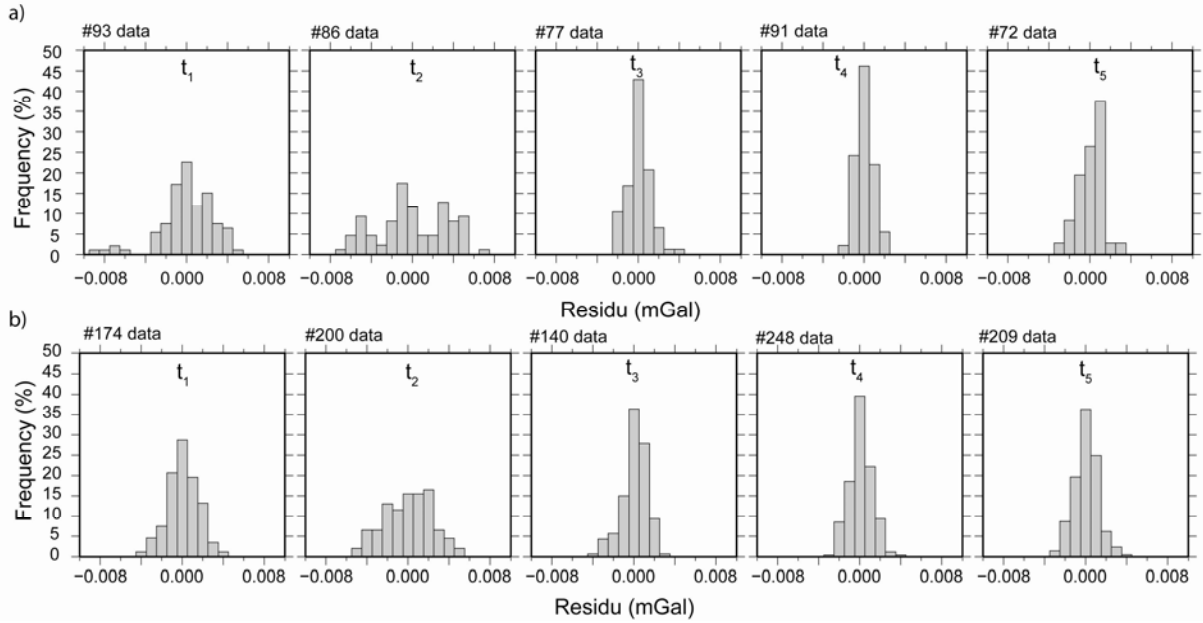 a)
#93 data #86 data #77 data #91 data #72 data
t1 t2 t3 t4 t5
Frequency (%)
50
45
40
35
30
25
20
15
10
5
0
−0.008 0.000 0.008 −0.008 0.000 0.008 −0.008 0.000 0.008 −0.008 0.000 0.008 −0.008 0.000 0.008
Residu (mGal)
b)
#174 data #200 data #140 data #248 data #209 data
t1 t2 t3 t4 t5
Frequency (%)
50
45
40
35
30
25
20
15
10
5
0
−0.008 0.000 0.008 −0.008 0.000 0.008 −0.008 0.000 0.008 −0.008 0.000 0.008 −0.008 0.000 0.008
Residu (mGal)